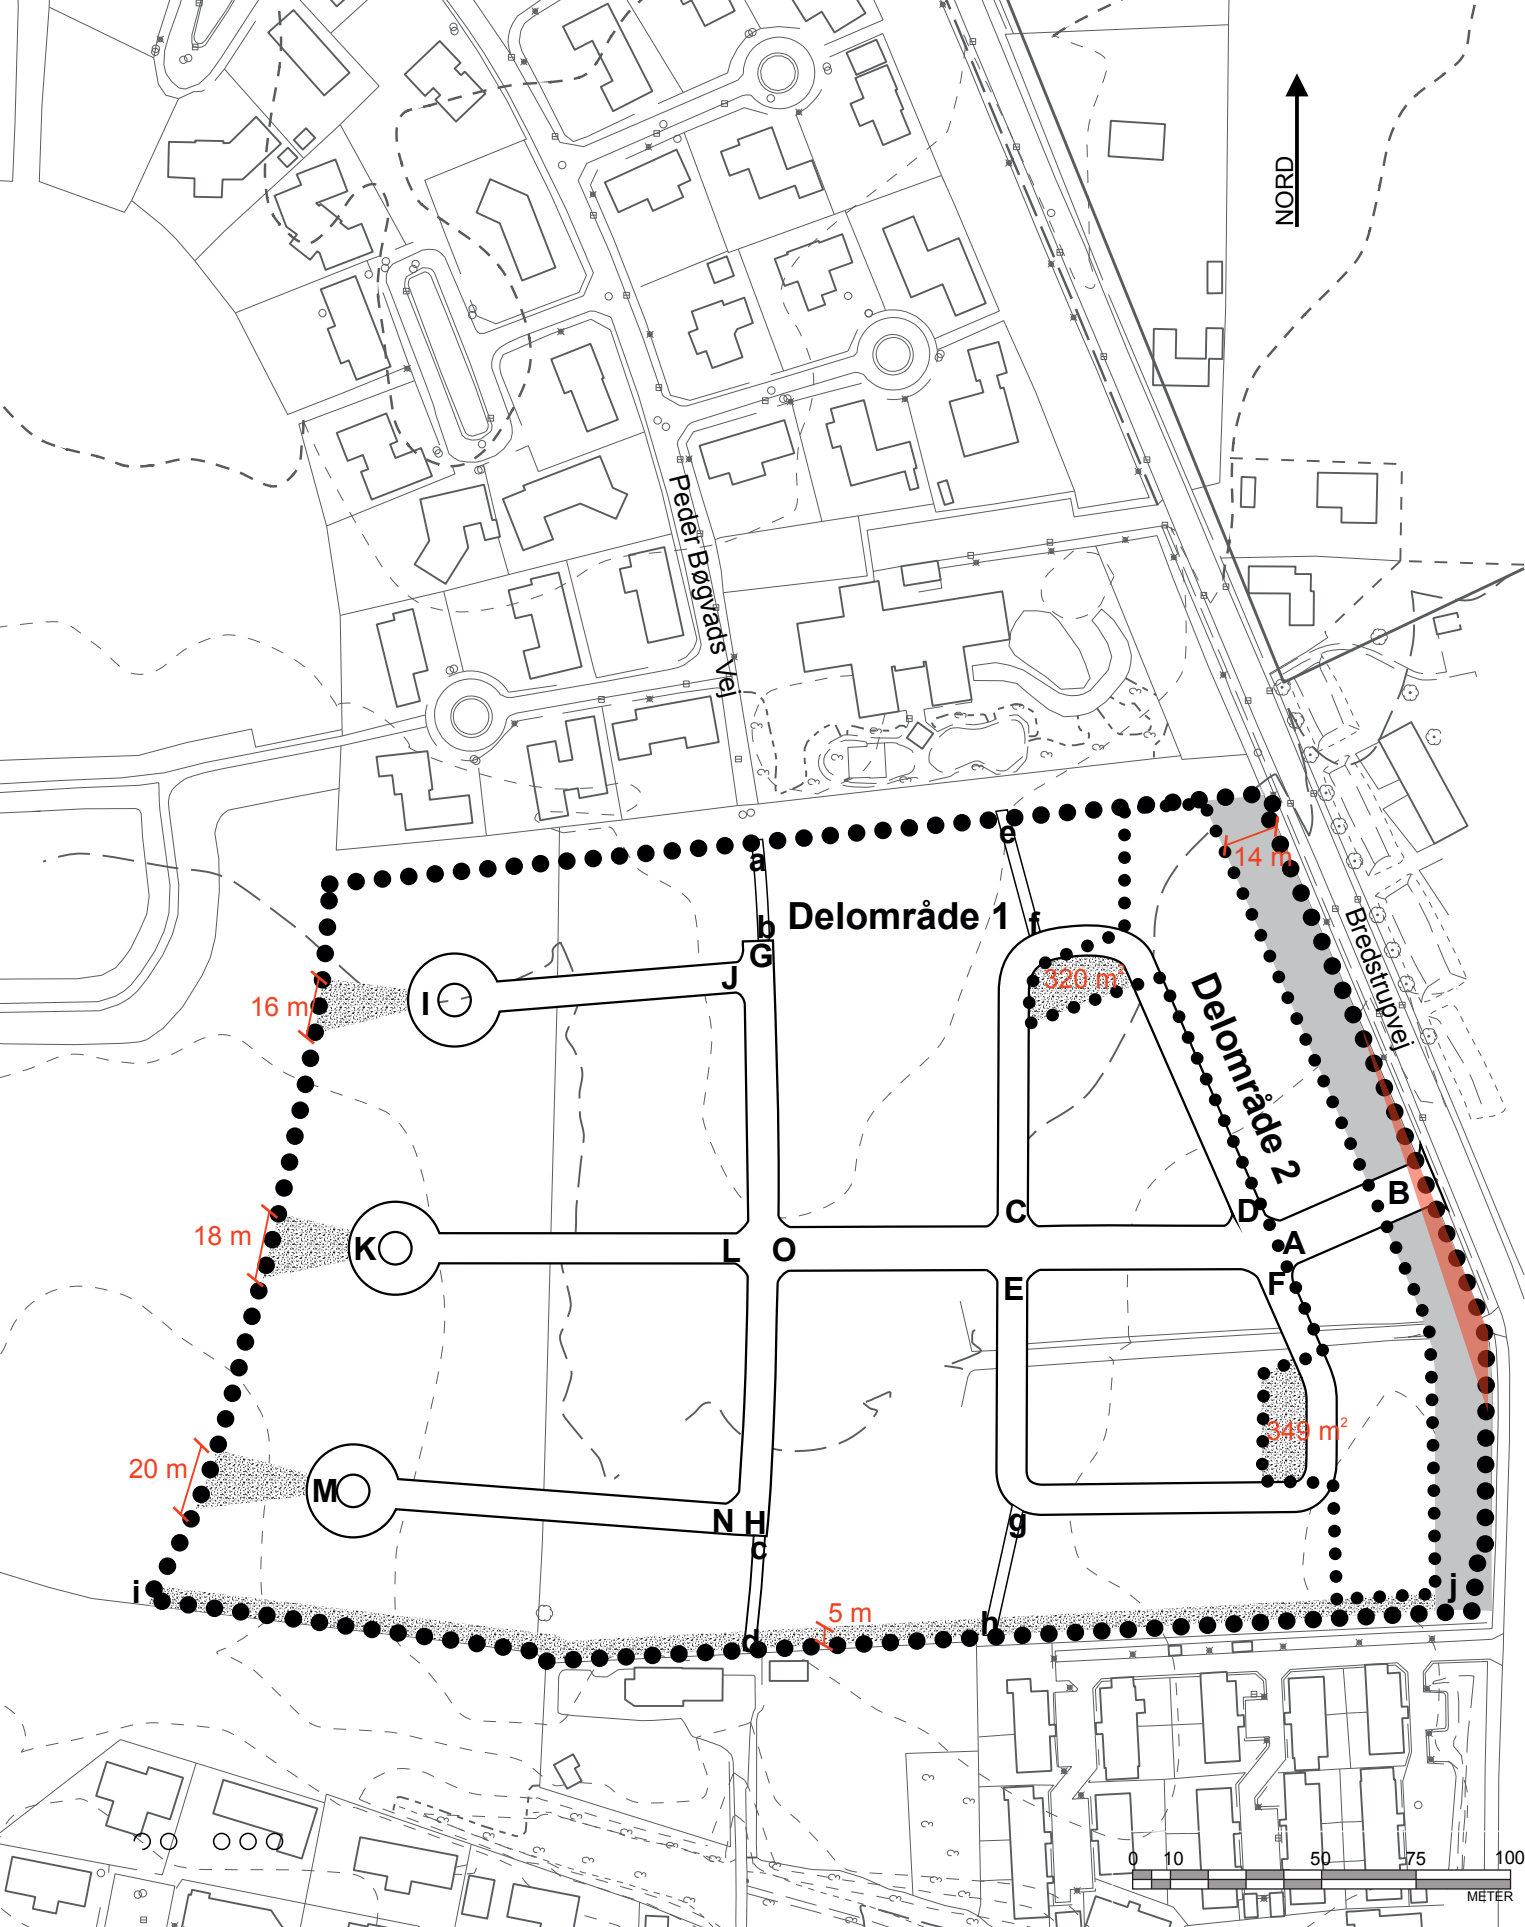 NORD
Peder Bøgvads Vej
14 m
a
e
b
Delområde 1
f
Bredstrupvej
G
J
I
320 m²
16 m
Delområde 2
B
C
D
18 m
K
L
O
A
E
F
349 m²
20 m
M
N
H
g
c
i
j
5 m
h
d
0 10 50 75 100
METER